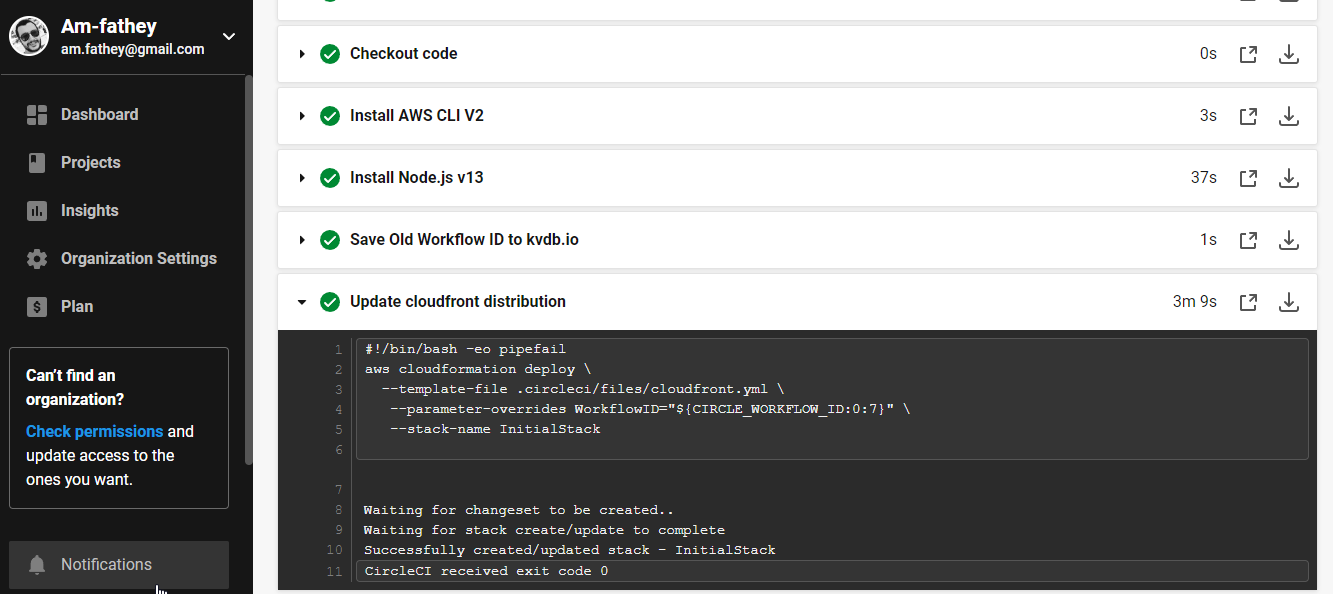 Am-fathey
am.fathey@gmail.com
Dashboard
Projects
Insights
Organization Settings
Plan
Can't find an
organization?
Check permissions and
update access to the
ones you want.
Notifications
Checkout code 0s
Install AWS CLI V2 3s
Install Node.js v13 37s
Save Old Workflow ID to kvdb.io 1s
Update cloudfront distribution 3m 9s
1 #!/bin/bash -eo pipefail
2 aws cloudformation deploy \
3 --template-file .circleci/files/cloudfront.yml \
4 --parameter-overrides WorkflowID="${CIRCLE_WORKFLOW_ID:0:7}" \
5 --stack-name InitialStack
6
7
8 Waiting for changeset to be created..
9 Waiting for stack create/update to complete
10 Successfully created/updated stack - InitialStack
11 CircleCI received exit code 0